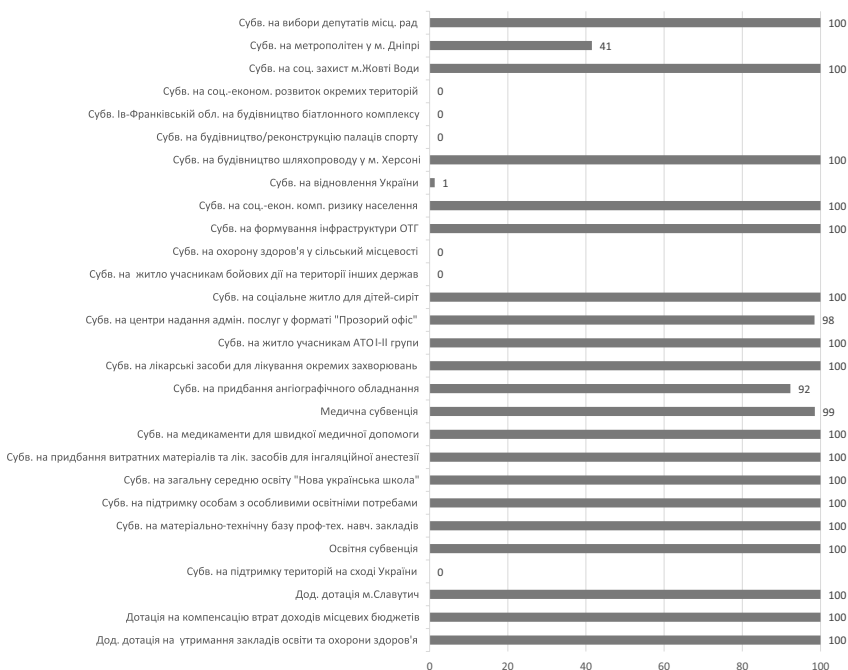 Субв. на вибори депутатів місц. рад 100
Субв. на метрополітен у м. Дніпрі 41
Субв. на соц. захист м.Жовті Води 100
Субв. на соц.-економ. розвиток окремих територій 0
Субв. Ів-Франківській обл. на будівництво біатлонного комплексу 0
Субв. на будівництво/реконструкцію палаців спорту 0
Субв. на будівництво шляхопроводу у м. Херсоні 100
Субв. на відновлення України 1
Субв. на соц.-екон. комп. ризику населення 100
Субв. на формування інфраструктури ОТГ 100
Субв. на охорону здоров'я у сільський місцевості 0
Субв. на житло учасникам бойових дії на території інших держав 0
Субв. на соціальне житло для дітей-сиріт 100
Субв. на центри надання адмін. послуг у форматі "Прозорий офіс" 98
Субв. на житло учасникам АТО І-ІІ групи 100
Субв. на лікарські засоби для лікування окремих захворювань 100
Субв. на придбання ангіографічного обладнання 92
Медична субвенція 99
Субв. на медикаменти для швидкої медичної допомоги 100
Субв. на придбання витратних матеріалів та лік. засобів для інгаляційної анестезії 100
Субв. на загальну середню освіту "Нова українська школа" 100
Субв. на підтримку особам з особливими освітніми потребами 100
Субв. на матеріально-технічну базу проф-тех. навч. закладів 100
Освітня субвенція 100
Субв. на підтримку територій на сході України 0
Дод. дотація м.Славутич 100
Дотація на компенсацію втрат доходів місцевих бюджетів 100
Дод. дотація на утримання закладів освіти та охорони здоров'я 100
0 20 40 60 80 100